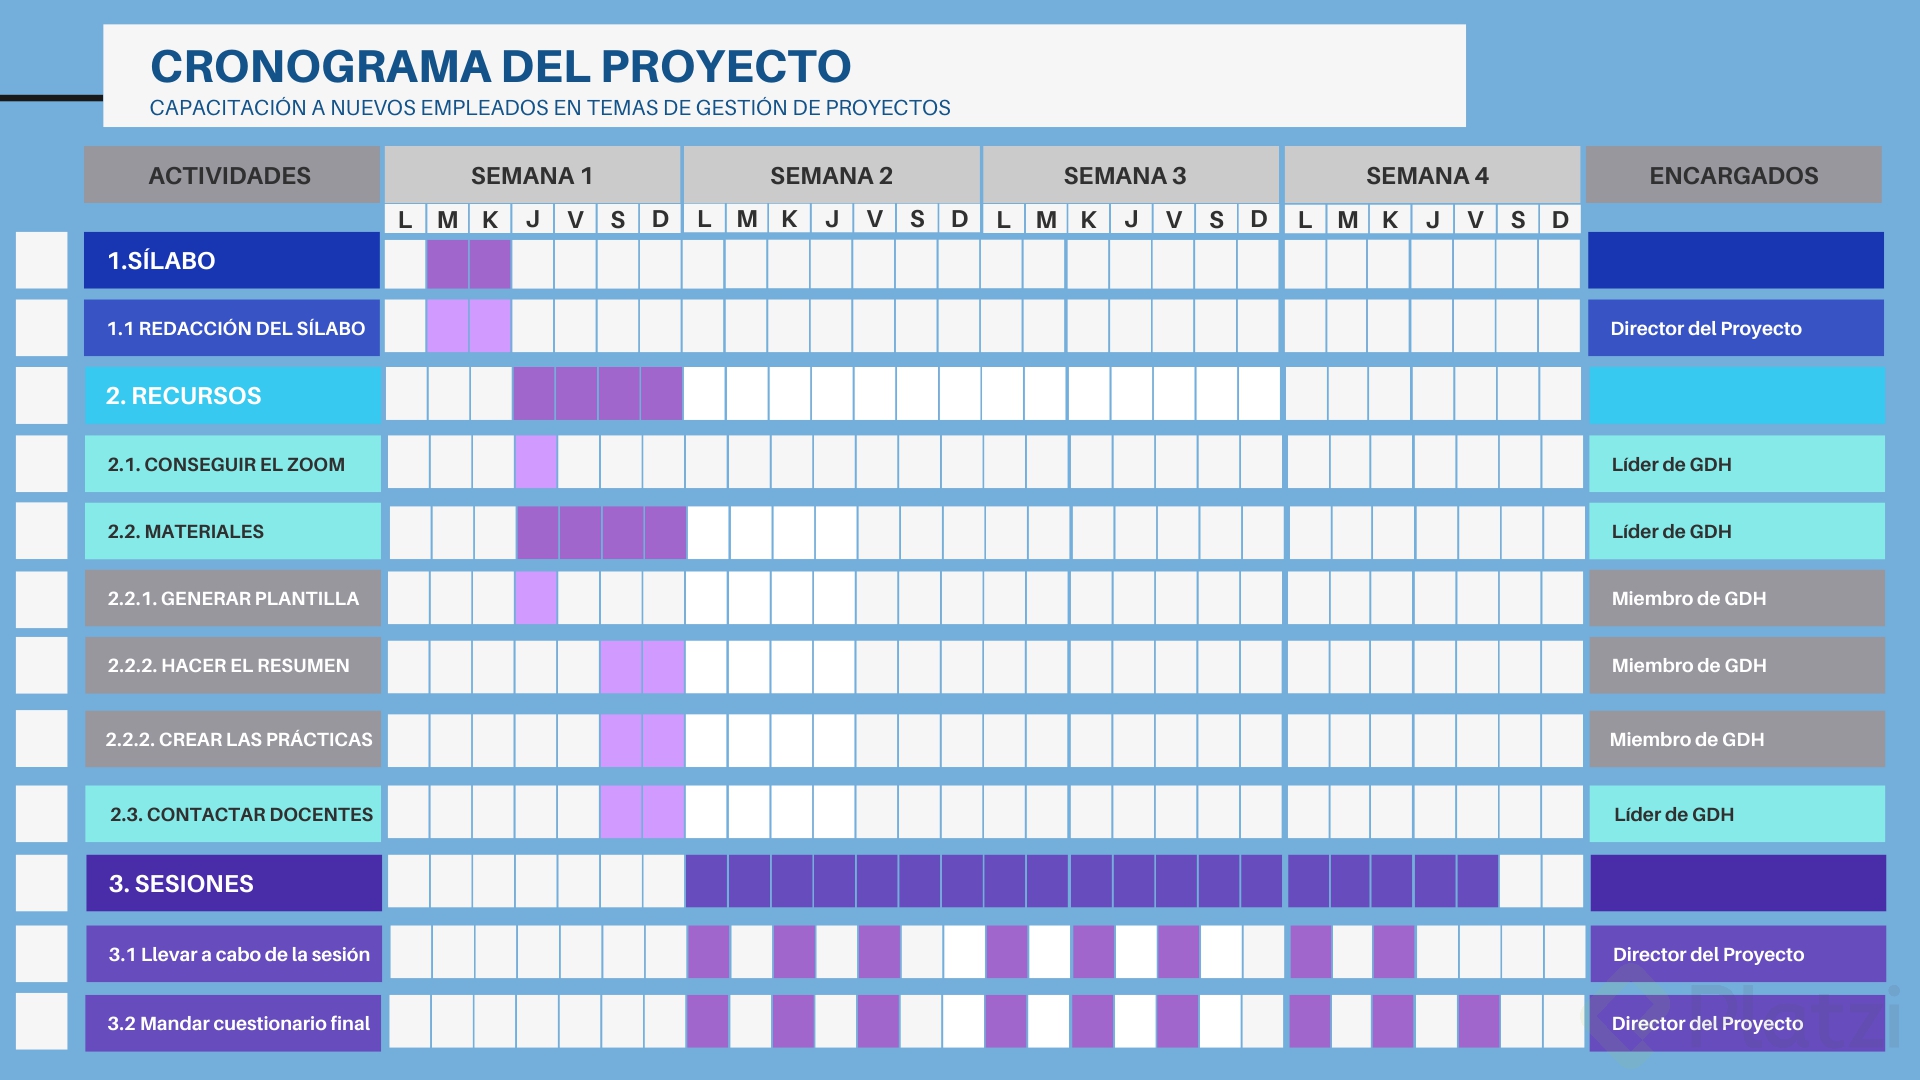 CRONOGRAMA DEL PROYECTO
CAPACITACIÓN A NUEVOS EMPLEADOS EN TEMAS DE GESTIÓN DE PROYECTOS
ACTIVIDADES SEMANA 1 SEMANA 2 SEMANA 3 SEMANA 4 ENCARGADOS
L M K J V S D L M K J V S D L M K J V S D L M K J V S D
1.SÍLABO
1.1 REDACCIÓN DEL SÍLABO Director del Proyecto
2. RECURSOS
2.1. CONSEGUIR EL ZOOM Líder de GDH
2.2. MATERIALES Líder de GDH
2.2.1. GENERAR PLANTILLA Miembro de GDH
2.2.2. HACER EL RESUMEN Miembro de GDH
2.2.2. CREAR LAS PRÁCTICAS Miembro de GDH
2.3. CONTACTAR DOCENTES Líder de GDH
3. SESIONES
3.1 Llevar a cabo de la sesión Director del Proyecto
3.2 Mandar cuestionario final Director del Proyecto
Platzi